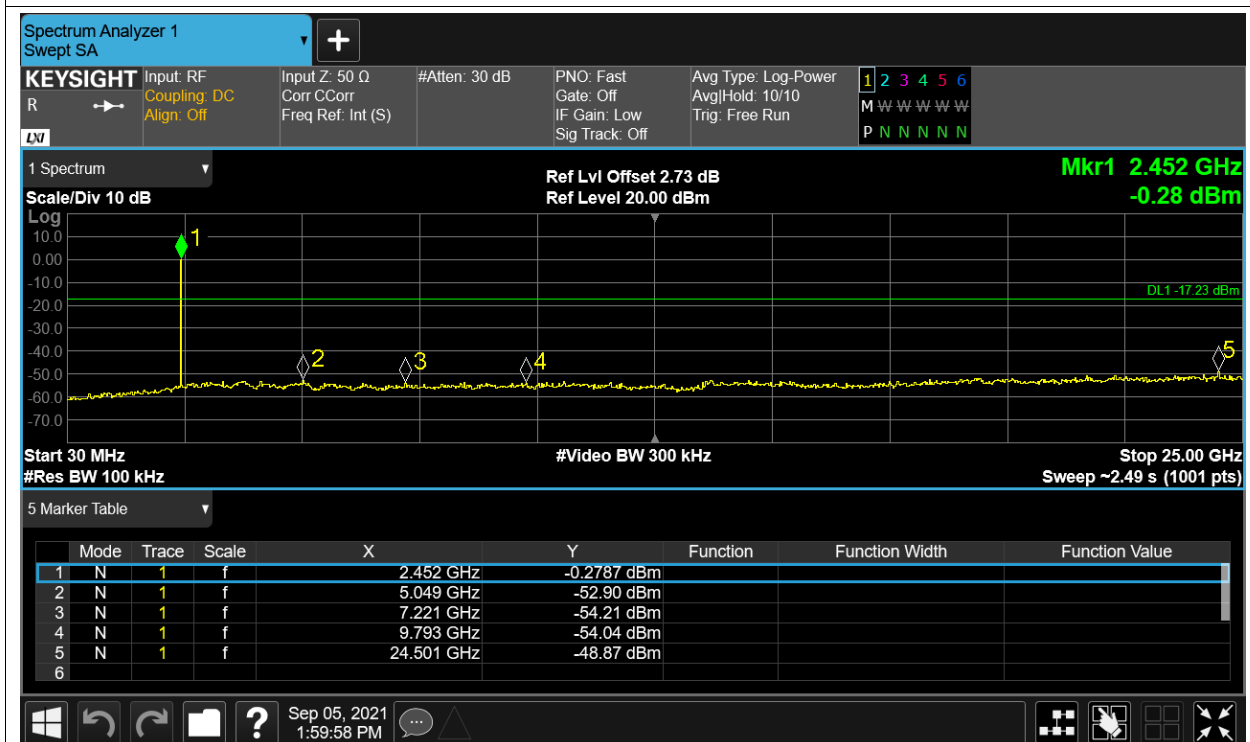 Spectrum Analyzer 1
Swept SA
KEYSIGHT
R
LXI
Input: RF
Coupling: DC
Align: Off
Input Z: 50 Ω
Corr CCorr
Freq Ref: Int (S)
#Atten: 30 dB
PNO: Fast
Gate: Off
IF Gain: Low
Sig Track: Off
Avg Type: Log-Power
Avg|Hold: 10/10
Trig: Free Run
1 2 3 4 5 6
M W W W W W
P N N N N N
1 Spectrum
Scale/Div 10 dB
Ref Lvl Offset 2.73 dB
Ref Level 20.00 dBm
Mkr1 2.452 GHz
-0.28 dBm
Log
10.0
0.00
-10.0
-20.0
-30.0
-40.0
-50.0
-60.0
-70.0
1
DL1 -17.23 dBm
2
3
4
5
Start 30 MHz
#Video BW 300 kHz
Stop 25.00 GHz
#Res BW 100 kHz
Sweep ~2.49 s (1001 pts)
5 Marker Table
Mode Trace Scale X Y Function Function Width Function Value
1 N 1 f 2.452 GHz -0.2787 dBm
2 N 1 f 5.049 GHz -52.90 dBm
3 N 1 f 7.221 GHz -54.21 dBm
4 N 1 f 9.793 GHz -54.04 dBm
5 N 1 f 24.501 GHz -48.87 dBm
6
?
Sep 05, 2021
1:59:58 PM